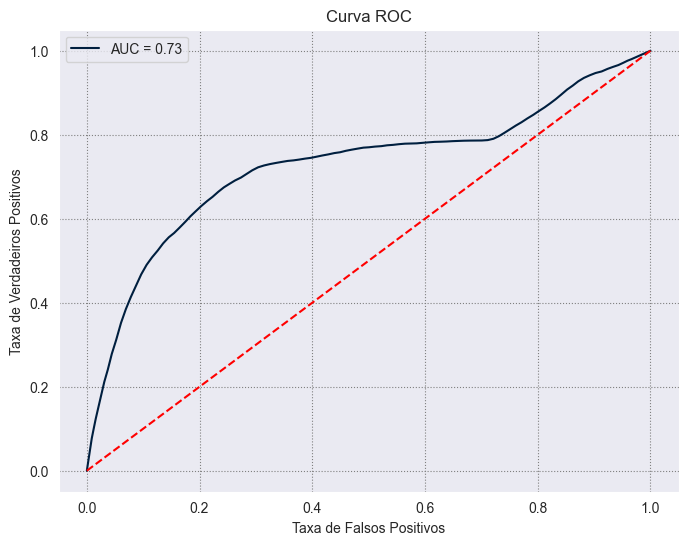 Curva ROC
AUC = 0.73
Taxa de Verdadeiros Positivos
1.0
0.8
0.6
0.4
0.2
0.0
0.0 0.2 0.4 0.6 0.8 1.0
Taxa de Falsos Positivos